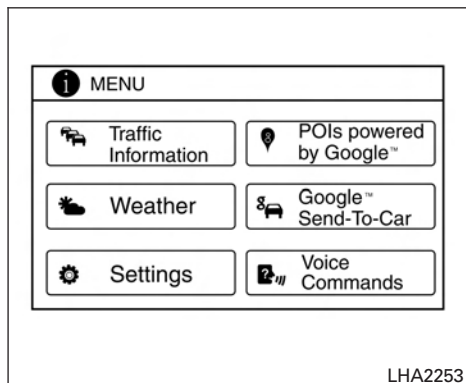 i MENU
Traffic
Information
POIs powered
by Google™
Weather
Google™
Send-To-Car
Settings
Voice
Commands
LHA2253